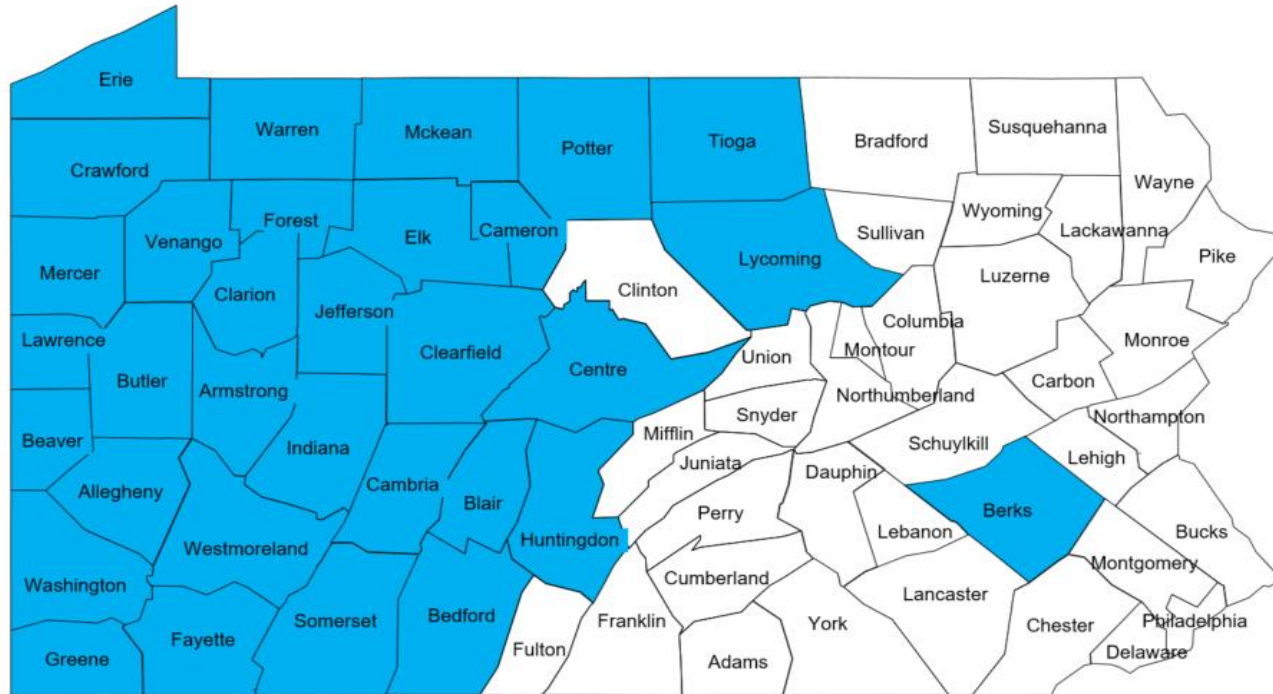 Erie
Warren
Mckean
Potter
Tioga
Bradford
Susquehanna
Crawford
Wayne
Venango
Forest
Elk
Cameron
Sullivan
Wyoming
Lackawanna
Mercer
Clarion
Jefferson
Clinton
Lycoming
Luzerne
Pike
Lawrence
Butler
Armstrong
Clearfield
Centre
Union
Montour
Columbia
Carbon
Monroe
Beaver
Indiana
Snyder
Northumberland
Northampton
Allegheny
Cambria
Blair
Mifflin
Juniata
Dauphin
Schuylkill
Lehigh
Westmoreland
Huntingdon
Perry
Lebanon
Berks
Bucks
Washington
Cumberland
Lancaster
Montgomery
Greene
Fayette
Somerset
Bedford
Fulton
Franklin
Adams
York
Chester
Delaware
Philadelphia